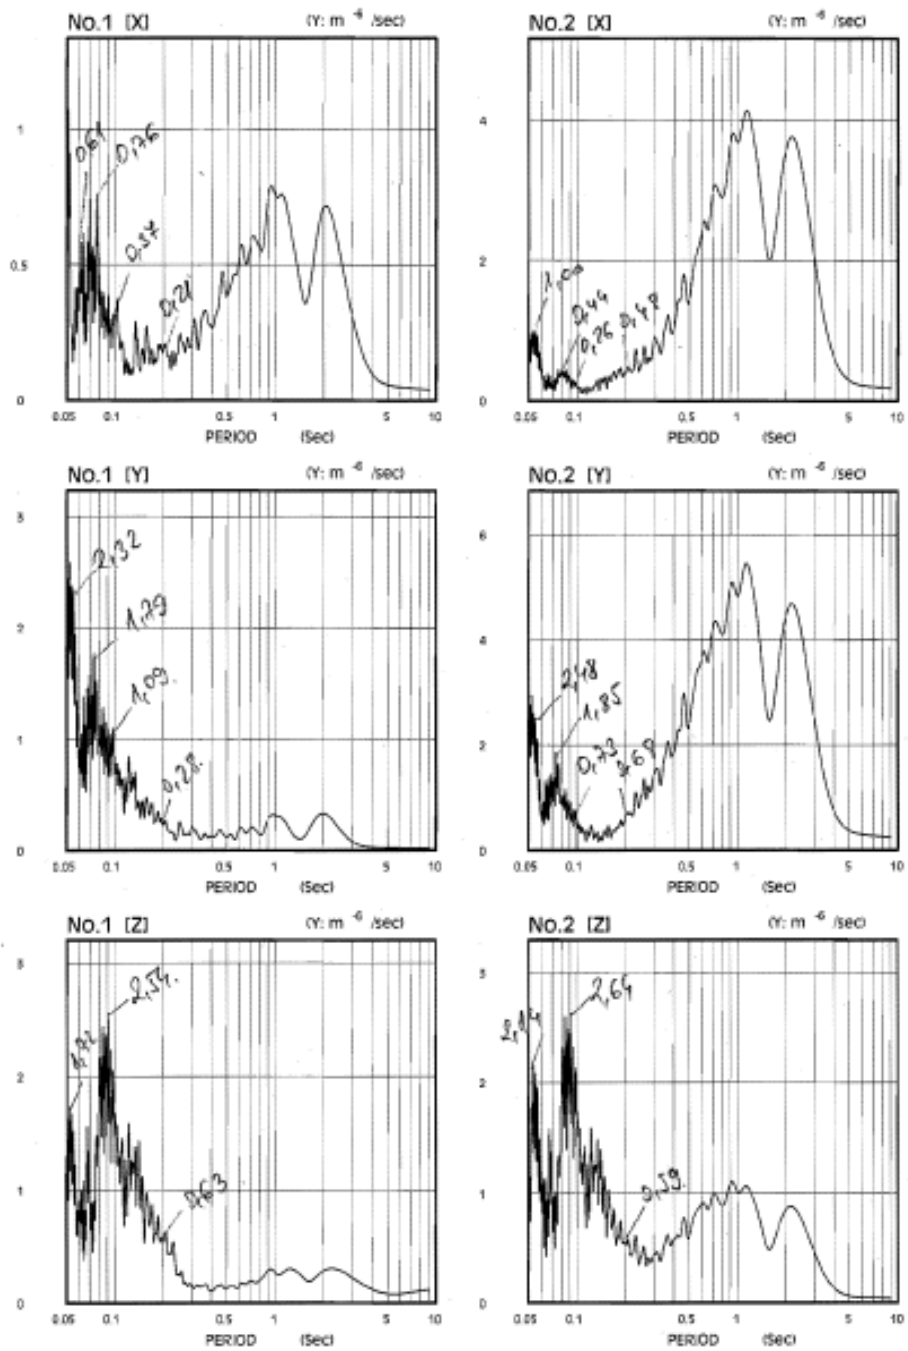 No.1 [X] (Y: m -6 /sec)
1
0.5
0
0,61
0,76
0,37
0,21
0.05 0.1 0.5 1 5 10
PERIOD (Sec)
No.2 [X] (Y: m -6 /sec)
4
2
0
1,00
0,44
0,26 0,48
0.05 0.1 0.5 1 5 10
PERIOD (Sec)
No.1 [Y] (Y: m -6 /sec)
3
2
1
0
2,32
1,79
1,09.
0,28.
0.05 0.1 0.5 1 5 10
PERIOD (Sec)
No.2 [Y] (Y: m -6 /sec)
6
4
2
0
2,48
1,85
0,73
0.05 0.1 0.5 1 5 10
PERIOD (Sec)
No.1 [Z] (Y: m -6 /sec)
3
2
1
0
1,72
2,54.
0,63
0.05 0.1 0.5 1 5 10
PERIOD (Sec)
No.2 [Z] (Y: m -6 /sec)
3
2
1
0
2,14
2,64
0,59.
0.05 0.1 0.5 1 5 10
PERIOD (Sec)